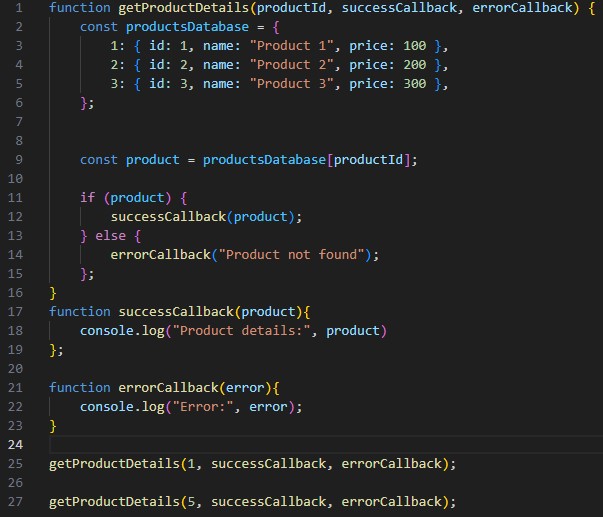 1 function getProductDetails(productId, successCallback, errorCallback) {
2     const productsDatabase = {
3         1: { id: 1, name: "Product 1", price: 100 },
4         2: { id: 2, name: "Product 2", price: 200 },
5         3: { id: 3, name: "Product 3", price: 300 },
6     };
7
8
9     const product = productsDatabase[productId];
10
11     if (product) {
12         successCallback(product);
13     } else {
14         errorCallback("Product not found");
15     };
16 }
17 function successCallback(product){
18     console.log("Product details:", product)
19 };
20
21 function errorCallback(error){
22     console.log("Error:", error);
23 }
24
25 getProductDetails(1, successCallback, errorCallback);
26
27 getProductDetails(5, successCallback, errorCallback);